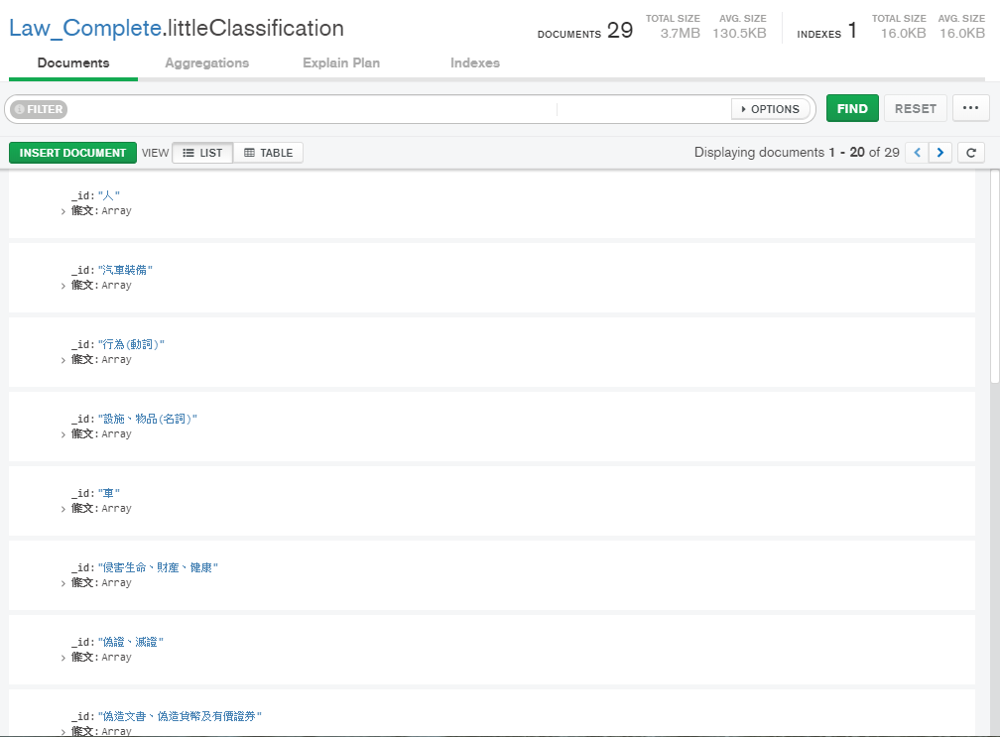 Law_Complete.littleClassification
DOCUMENTS 29 TOTAL SIZE 3.7MB AVG. SIZE 130.5KB INDEXES 1 TOTAL SIZE 16.0KB AVG. SIZE 16.0KB
Documents Aggregations Explain Plan Indexes
FILTER OPTIONS FIND RESET ...
INSERT DOCUMENT VIEW LIST TABLE Displaying documents 1 - 20 of 29 < >
_id: "人"
> 條文: Array
_id: "汽車裝備"
> 條文: Array
_id: "行為(動詞)"
> 條文: Array
_id: "設施、物品(名詞)"
> 條文: Array
_id: "車"
> 條文: Array
_id: "侵害生命、財產、健康"
> 條文: Array
_id: "偽證、滅證"
> 條文: Array
_id: "偽造文書、偽造貨幣及有價證券"
> 條文: Array